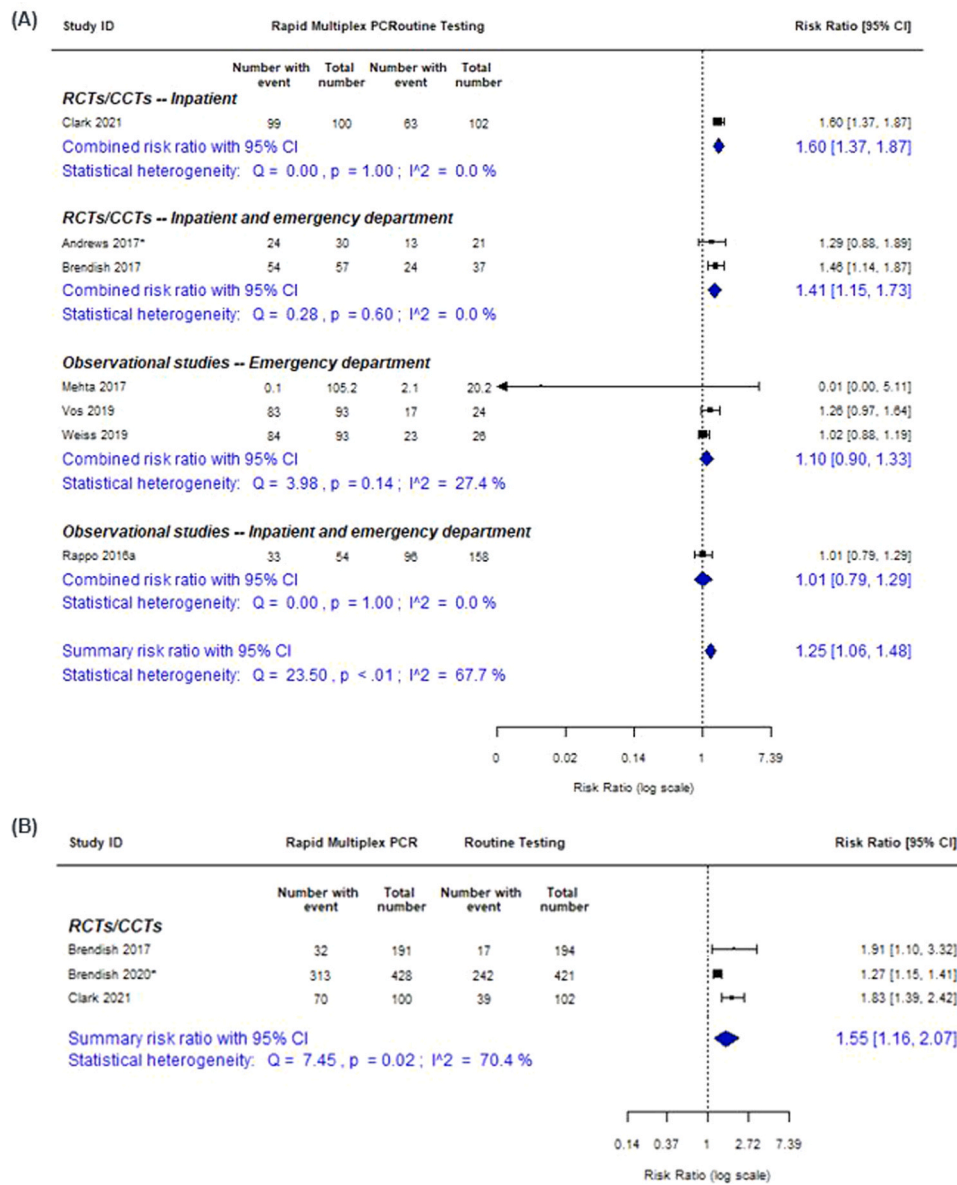 (A)
Study ID Rapid Multiplex PCRRoutine Testing Risk Ratio [95% CI]
Number with event Total number Number with event Total number
RCTs/CCTs -- Inpatient
Clark 2021 99 100 63 102 1.60 [1.37, 1.87]
Combined risk ratio with 95% CI 1.60 [1.37, 1.87]
Statistical heterogeneity: Q = 0.00 , p = 1.00 ; I^2 = 0.0 %
RCTs/CCTs -- Inpatient and emergency department
Andrews 2017* 24 30 13 21 1.29 [0.88, 1.89]
Brendish 2017 54 57 24 37 1.46 [1.14, 1.87]
Combined risk ratio with 95% CI 1.41 [1.15, 1.73]
Statistical heterogeneity: Q = 0.28 , p = 0.60 ; I^2 = 0.0 %
Observational studies -- Emergency department
Mehta 2017 0.1 105.2 2.1 20.2 0.01 [0.00, 5.11]
Vos 2019 83 93 17 24 1.26 [0.97, 1.64]
Weiss 2019 84 93 23 26 1.02 [0.88, 1.19]
Combined risk ratio with 95% CI 1.10 [0.90, 1.33]
Statistical heterogeneity: Q = 3.98 , p = 0.14 ; I^2 = 27.4 %
Observational studies -- Inpatient and emergency department
Rappo 2016a 33 54 96 158 1.01 [0.79, 1.29]
Combined risk ratio with 95% CI 1.01 [0.79, 1.29]
Statistical heterogeneity: Q = 0.00 , p = 1.00 ; I^2 = 0.0 %
Summary risk ratio with 95% CI 1.25 [1.06, 1.48]
Statistical heterogeneity: Q = 23.50 , p <.01 ; I^2 = 67.7 %
0 0.02 0.14 1 7.39
Risk Ratio (log scale)
(B)
Study ID Rapid Multiplex PCR Routine Testing Risk Ratio [95% CI]
Number with event Total number Number with event Total number
RCTs/CCTs
Brendish 2017 32 191 17 194 1.91 [1.10, 3.32]
Brendish 2020* 313 428 242 421 1.27 [1.15, 1.41]
Clark 2021 70 100 39 102 1.83 [1.39, 2.42]
Summary risk ratio with 95% CI 1.55 [1.16, 2.07]
Statistical heterogeneity: Q = 7.45 , p = 0.02 ; I^2 = 70.4 %
0.14 0.37 1 2.72 7.39
Risk Ratio (log scale)